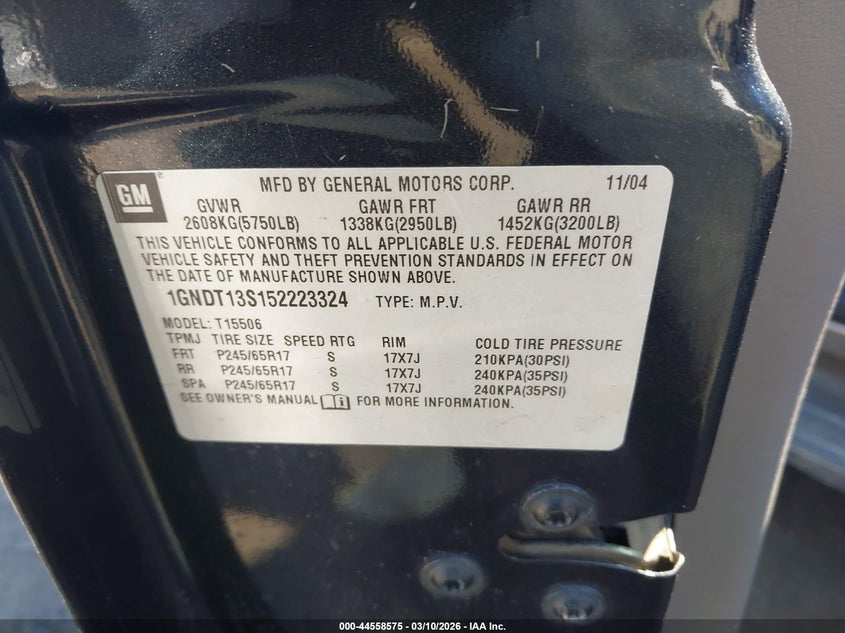 GM
MFD BY GENERAL MOTORS CORP. 11/04
GVWR GAWR FRT GAWR RR
2608KG(5750LB) 1338KG(2950LB) 1452KG(3200LB)
THIS VEHICLE CONFORMS TO ALL APPLICABLE U.S. FEDERAL MOTOR
VEHICLE SAFETY AND THEFT PREVENTION STANDARDS IN EFFECT ON
THE DATE OF MANUFACTURE SHOWN ABOVE.
1GNDT13S152223324 TYPE: M.P.V.
MODEL: T15506
TPMJ TIRE SIZE SPEED RTG RIM COLD TIRE PRESSURE
FRT P245/65R17 S 17X7J 210KPA(30PSI)
RR P245/65R17 S 17X7J 240KPA(35PSI)
SPA P245/65R17 S 17X7J 240KPA(35PSI)
SEE OWNER'S MANUAL FOR MORE INFORMATION.
000-44558575 — 03/10/2026 — IAA Inc.